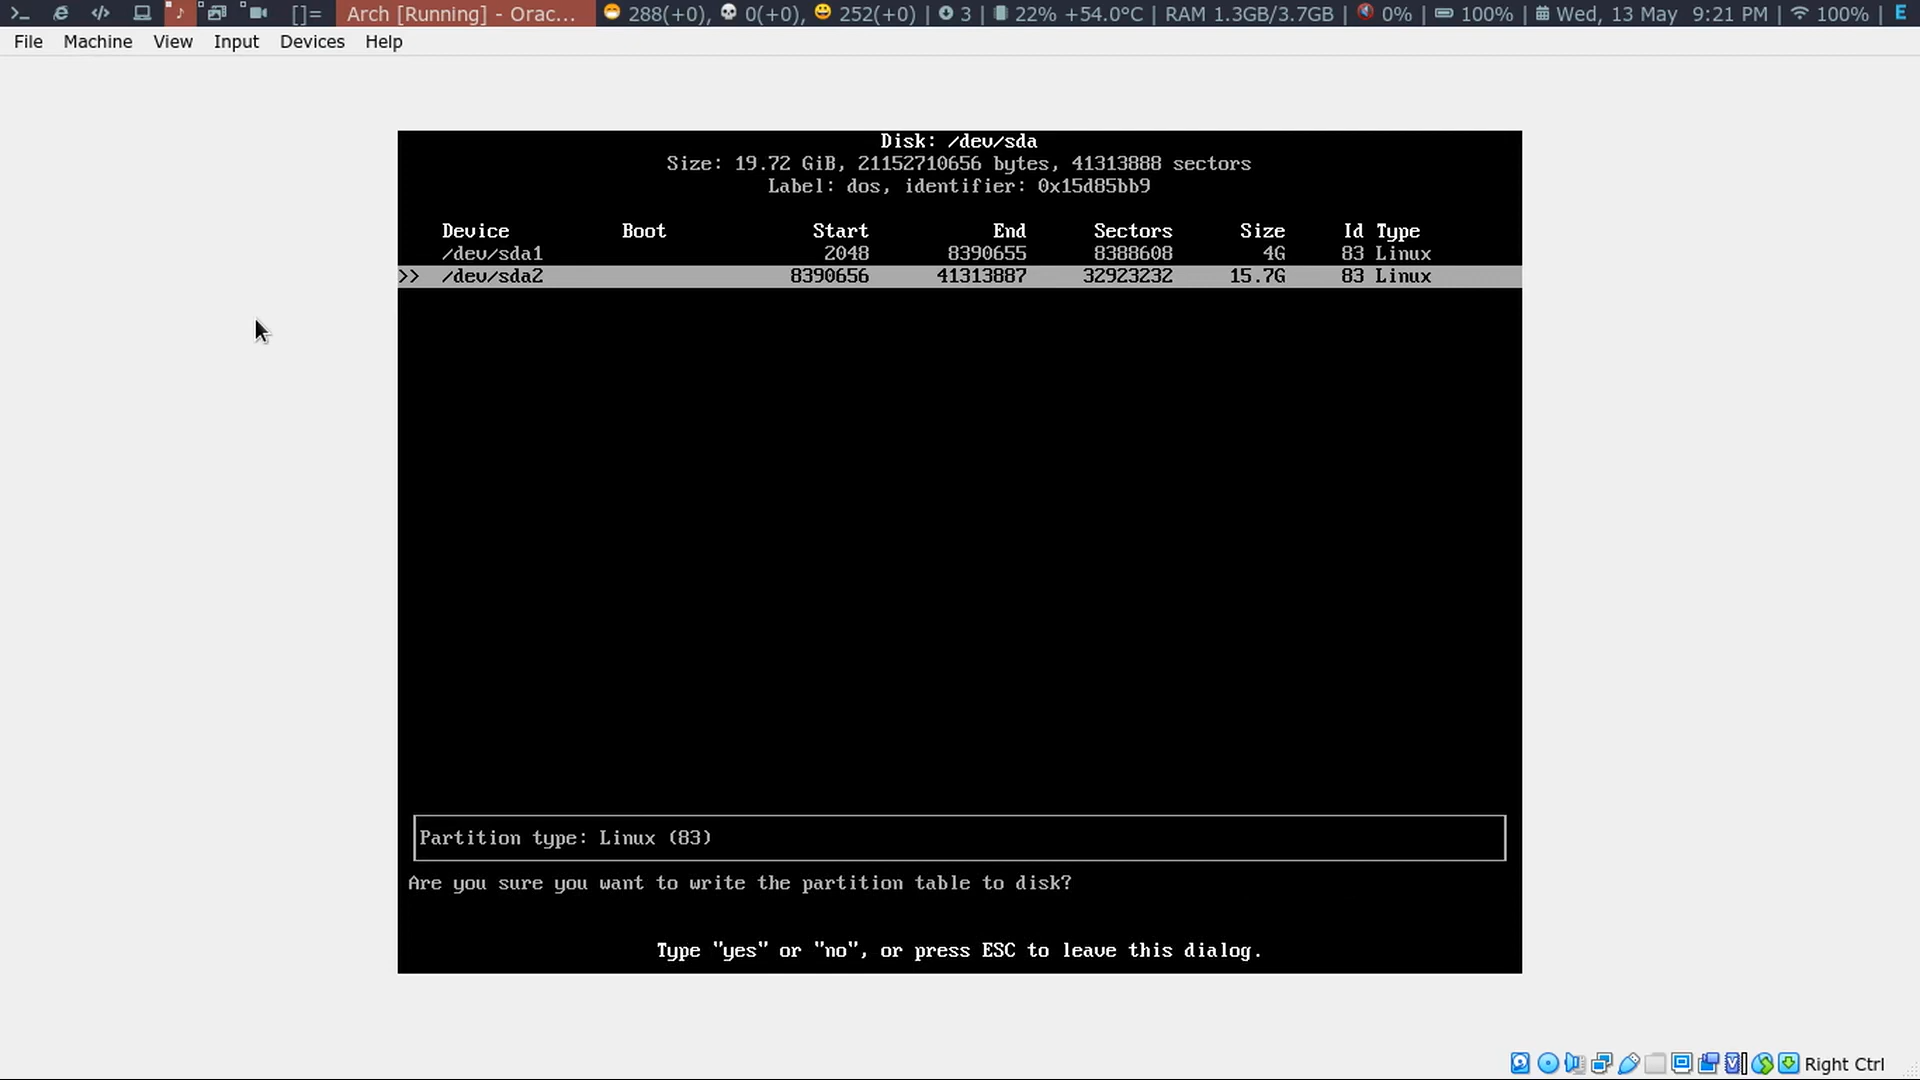 Arch [Running] - Orac... 288(+0), 0(+0), 252(+0) | 3 | 22% +54.0°C | RAM 1.3GB/3.7GB | 0% | 100% | Wed, 13 May 9:21 PM | 100% | E
File Machine View Input Devices Help
Disk: /dev/sda
Size: 19.72 GiB, 21152710656 bytes, 41313888 sectors
Label: dos, identifier: 0x15d85bb9
Device Boot Start End Sectors Size Id Type
/dev/sda1 2048 8390655 8388608 4G 83 Linux
>> /dev/sda2 8390656 41313887 32923232 15.7G 83 Linux
Partition type: Linux (83)
Are you sure you want to write the partition table to disk?
Type "yes" or "no", or press ESC to leave this dialog.
Right Ctrl